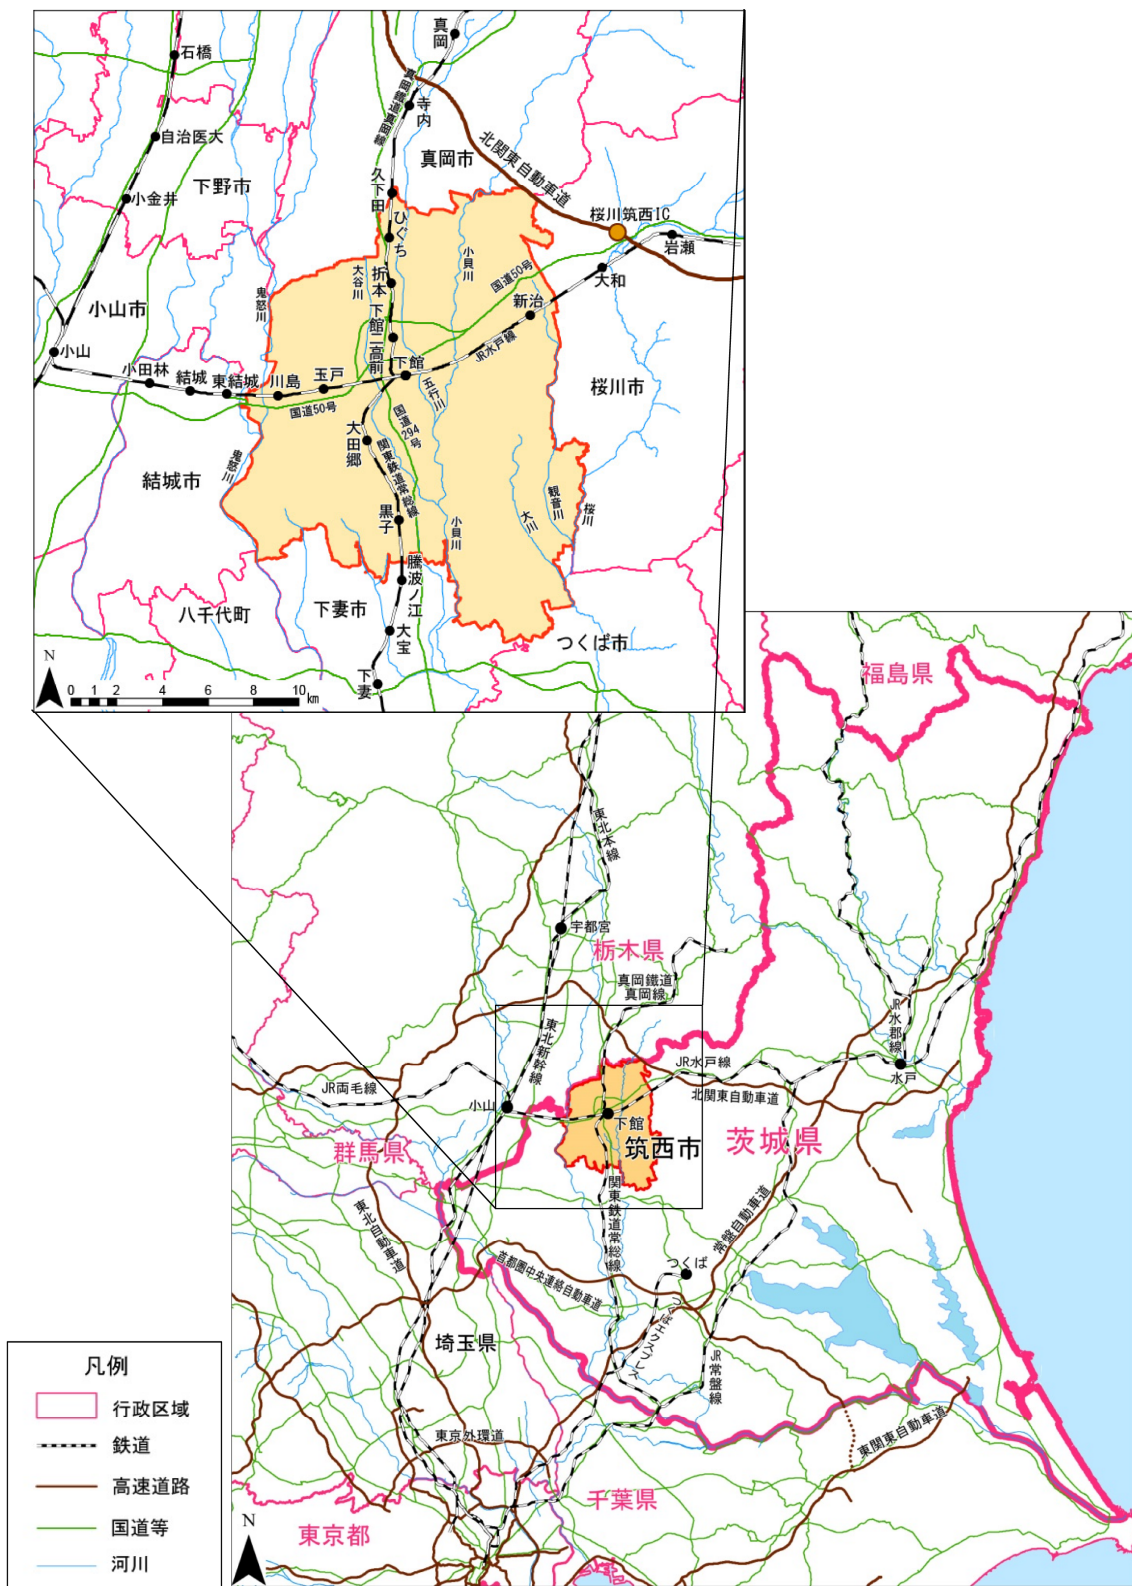 石橋
真岡
真岡鐵道真岡線
寺内
自治医大
真岡市
北関東自動車道
下野市
小金井
久下田
桜川筑西IC
ひぐち
岩瀬
小貝川
大谷川
折本
国道50号
大和
鬼怒川
小山市
新治
下館二高前
小山
JR水戸線
小田林
結城
東結城
川島
玉戸
下館
五行川
桜川市
国道50号
国道294号
大田郷
関東鉄道常総線
鬼怒川
結城市
黒子
小貝川
大川
観音川
桜川
騰波ノ江
八千代町
下妻市
大宝
つくば市
下妻
N
0 1 2 4 6 8 10
km
福島県
東北本線
宇都宮
栃木県
真岡鐵道
真岡線
東北新幹線
JR水郡線
JR水戸線
水戸
JR両毛線
北関東自動車道
小山
下館
筑西市
茨城県
群馬県
関東鉄道常総線
東北自動車道
常盤自動車道
首都圏中央連絡自動車道
つくば
つくばエクスプレス
埼玉県
JR常盤線
東関東自動車道
東京外環道
千葉県
東京都
N
凡例
行政区域
鉄道
高速道路
国道等
河川